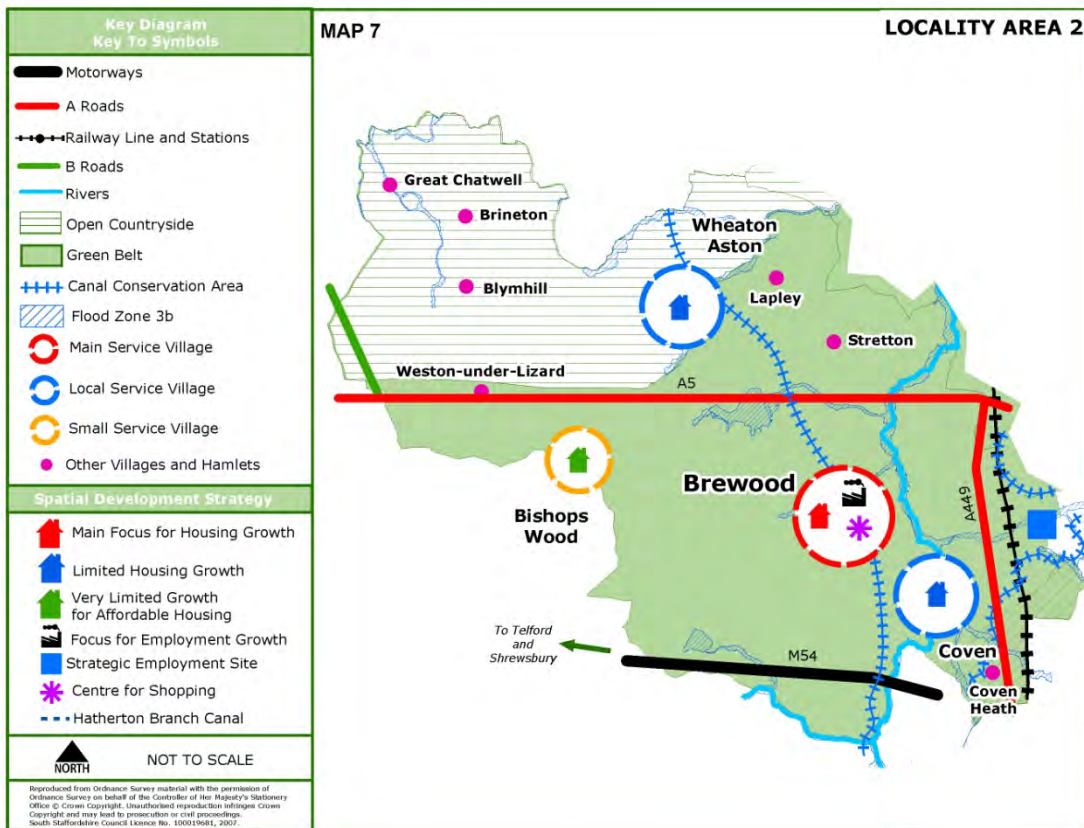 Key Diagram
Key To Symbols
Motorways
A Roads
Railway Line and Stations
B Roads
Rivers
Open Countryside
Green Belt
Canal Conservation Area
Flood Zone 3b
Main Service Village
Local Service Village
Small Service Village
Other Villages and Hamlets
Spatial Development Strategy
Main Focus for Housing Growth
Limited Housing Growth
Very Limited Growth
for Affordable Housing
Focus for Employment Growth
Strategic Employment Site
Centre for Shopping
Hatherton Branch Canal
NORTH
NOT TO SCALE
Reproduced from Ordnance Survey material with the permission of
Ordnance Survey on behalf of the Controller of Her Majesty's Stationery
Office © Crown Copyright. Unauthorised reproduction infringes Crown
Copyright and may lead to prosecution or civil proceedings.
South Staffordshire Council Licence No. 100019681, 2007.
MAP 7
LOCALITY AREA 2
Great Chatwell
Brineton
Wheaton
Aston
Blymhill
Lapley
Stretton
Weston-under-Lizard
A5
Brewood
A449
Bishops
Wood
To Telford
and
Shrewsbury
M54
Coven
Coven
Heath